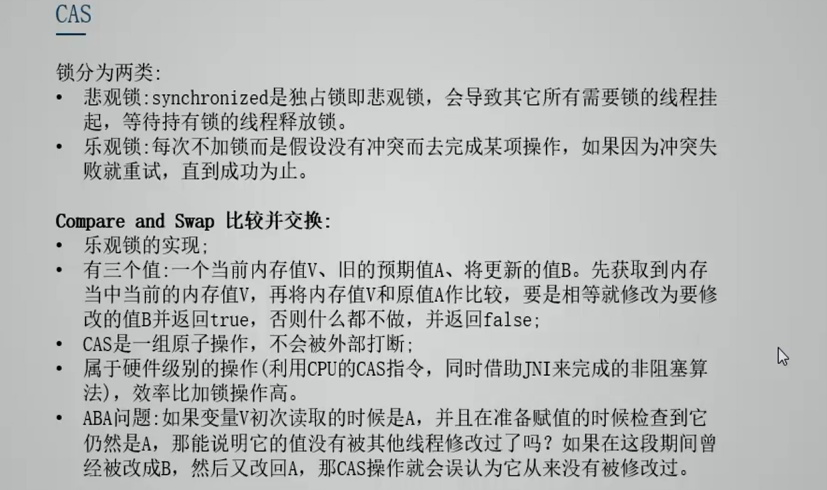 CAS
锁分为两类:
• 悲观锁:synchronized是独占锁即悲观锁，会导致其它所有需要锁的线程挂
起，等待持有锁的线程释放锁。
• 乐观锁:每次不加锁而是假设没有冲突而去完成某项操作，如果因为冲突失
败就重试，直到成功为止。
Compare and Swap 比较并交换:
• 乐观锁的实现;
• 有三个值:一个当前内存值V、旧的预期值A、将更新的值B。先获取到内存
当中当前的内存值V，再将内存值V和原值A作比较，要是相等就修改为要修
改的值B并返回true，否则什么都不做，并返回false;
• CAS是一组原子操作，不会被外部打断;
• 属于硬件级别的操作(利用CPU的CAS指令，同时借助JNI来完成的非阻塞算
法)，效率比加锁操作高。
• ABA问题:如果变量V初次读取的时候是A，并且在准备赋值的时候检查到它
仍然是A，那能说明它的值没有被其他线程修改过了吗？如果在这段期间曾
经被改成B，然后又改回A，那CAS操作就会误认为它从来没有被修改过。